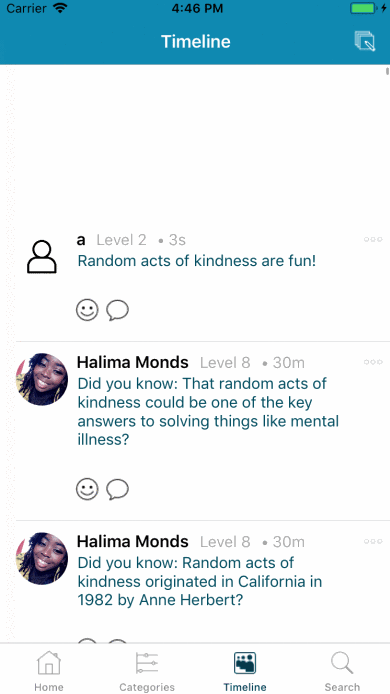 Carrier 4:46 PM
Timeline
a Level 2 • 3s
Random acts of kindness are fun!
Halima Monds Level 8 • 30m
Did you know: That random acts of
kindness could be one of the key
answers to solving things like mental
illness?
Halima Monds Level 8 • 30m
Did you know: Random acts of
kindness originated in California in
1982 by Anne Herbert?
Home Categories Timeline Search